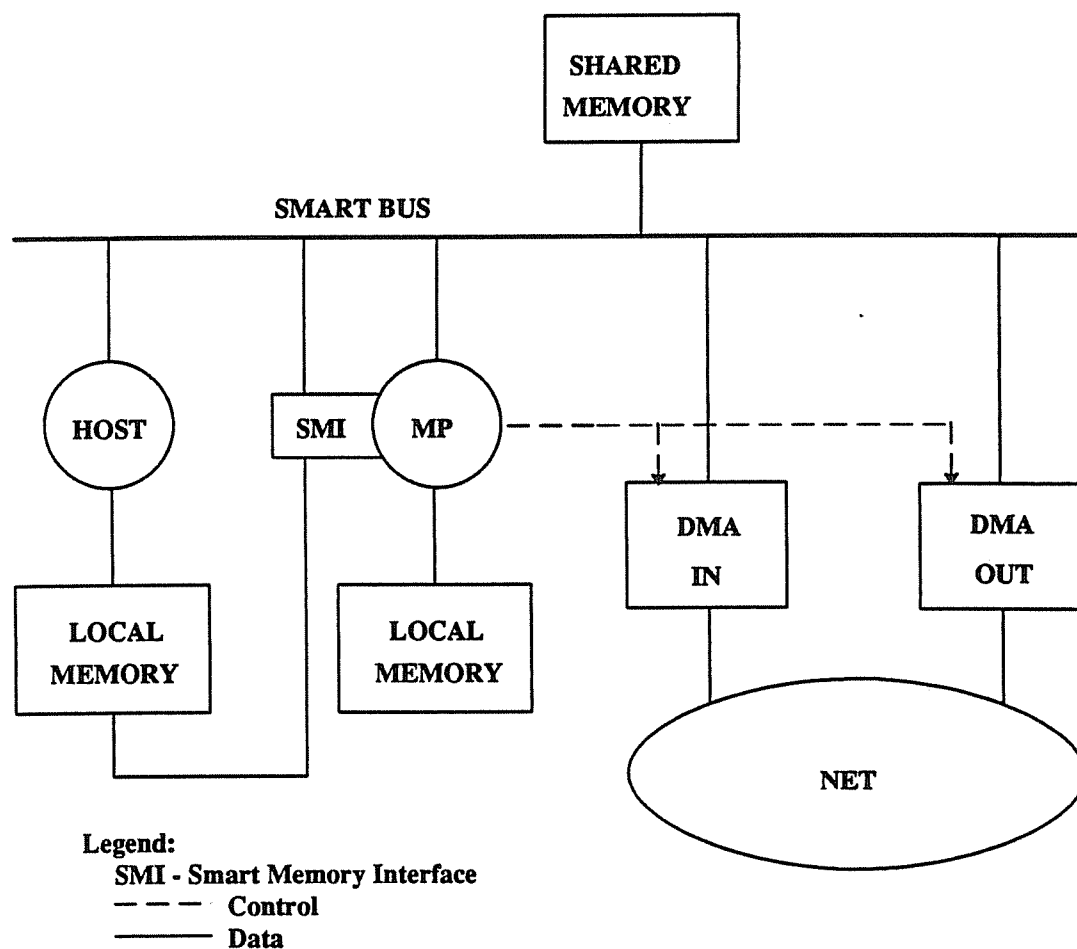 SHARED
MEMORY
SMART BUS
HOST
SMI
MP
DMA
IN
DMA
OUT
LOCAL
MEMORY
LOCAL
MEMORY
NET
Legend:
SMI - Smart Memory Interface
Control
Data